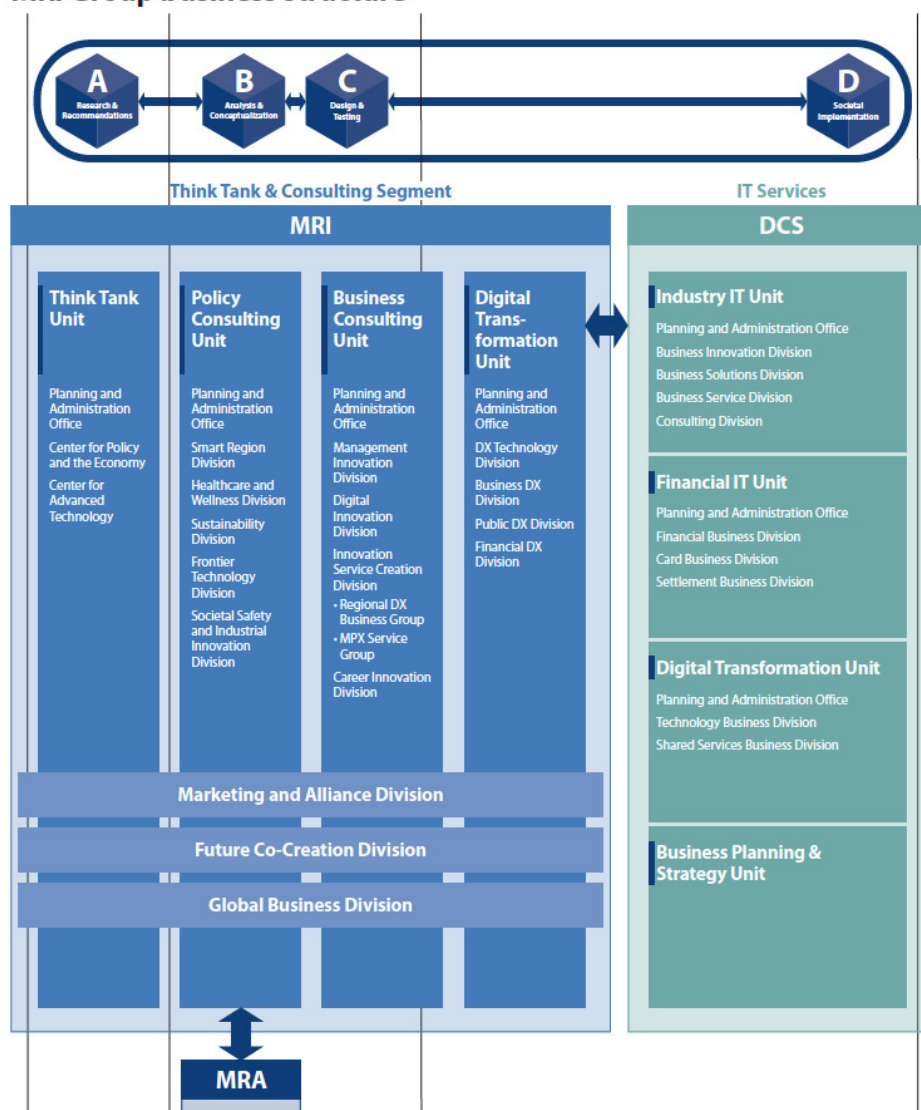 MRI Group business structure
A
Research &
Recommendations
B
Analysis &
Conceptualization
C
Design &
Testing
D
Societal
Implementation
Think Tank & Consulting Segment
IT Services
MRI
DCS
Think Tank
Unit
Planning and
Administration
Office
Center for Policy
and the Economy
Center for
Advanced
Technology
Policy
Consulting
Unit
Planning and
Administration
Office
Smart Region
Division
Healthcare and
Wellness Division
Sustainability
Division
Frontier
Technology
Division
Societal Safety
and Industrial
Innovation
Division
Business
Consulting
Unit
Planning and
Administration
Office
Management
Innovation
Division
Digital
Innovation
Division
Innovation
Service Creation
Division
• Regional DX
Business Group
• MPX Service
Group
Career Innovation
Division
Digital
Trans-
formation
Unit
Planning and
Administration
Office
DX Technology
Division
Business DX
Division
Public DX Division
Financial DX
Division
Marketing and Alliance Division
Future Co-Creation Division
Global Business Division
Industry IT Unit
Planning and Administration Office
Business Innovation Division
Business Solutions Division
Business Service Division
Consulting Division
Financial IT Unit
Planning and Administration Office
Financial Business Division
Card Business Division
Settlement Business Division
Digital Transformation Unit
Planning and Administration Office
Technology Business Division
Shared Services Business Division
Business Planning &
Strategy Unit
MRA